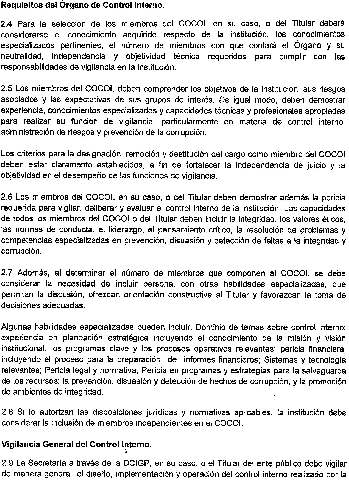 Requisitos del Órgano de Control Interno.
2.4 Para la selección de los miembros del COCOI, en su caso, o del Titular deberá
considerarse el conocimiento adquirido respecto de la institución, los conocimientos
especializados pertinentes, el número de miembros con que contará el Órgano y su
neutralidad, independencia y objetividad técnica requeridas para cumplir con las
responsabilidades de vigilancia en la institución.
2.5 Los miembros del COCOI, deben comprender los objetivos de la institución, sus riesgos
asociados y las expectativas de sus grupos de interés. De igual modo, deben demostrar
experiencia, conocimientos especializados y capacidades técnicas y profesionales apropiadas
para realizar su función de vigilancia, particularmente en materia de control interno,
administración de riesgos y prevención de la corrupción.
Los criterios para la designación, remoción y destitución del cargo como miembro del COCOI
deben estar claramente establecidos, a fin de fortalecer la independencia de juicio y la
objetividad en el desempeño de las funciones de vigilancia.
2.6 Los miembros del COCOI, en su caso, o del Titular deben demostrar además la pericia
requerida para vigilar, deliberar y evaluar el control interno de la institución. Las capacidades
de todos los miembros del COCOI o del Titular deben incluir la integridad, los valores éticos,
las normas de conducta, el liderazgo, el pensamiento crítico, la resolución de problemas y
competencias especializadas en prevención, disuasión y detección de faltas a la integridad y
corrupción.
2.7 Además, al determinar el número de miembros que componen al COCOI, se debe
considerar la necesidad de incluir personal con otras habilidades especializadas, que
permitan la discusión, ofrezcan orientación constructiva al Titular y favorezcan la toma de
decisiones adecuadas.
Algunas habilidades especializadas pueden incluir: Dominio de temas sobre control interno;
experiencia en planeación estratégica incluyendo el conocimiento de la misión y visión
institucional, los programas clave y los procesos operativos relevantes; pericia financiera,
incluyendo el proceso para la preparación de informes financieros; Sistemas y tecnología
relevantes; Pericia legal y normativa; Pericia en programas y estrategias para la salvaguarda
de los recursos; la prevención, disuasión y detección de hechos de corrupción, y la promoción
de ambientes de integridad.
2.8 Si lo autorizan las disposiciones jurídicas y normativas aplicables, la institución debe
considerar la inclusión de miembros independientes en el COCOI.
Vigilancia General del Control Interno.
2.9 La Secretaría a través de la DCIGP, en su caso, o el Titular del ente público debe vigilar
de manera general, el diseño, implementación y operación del control interno realizado por la